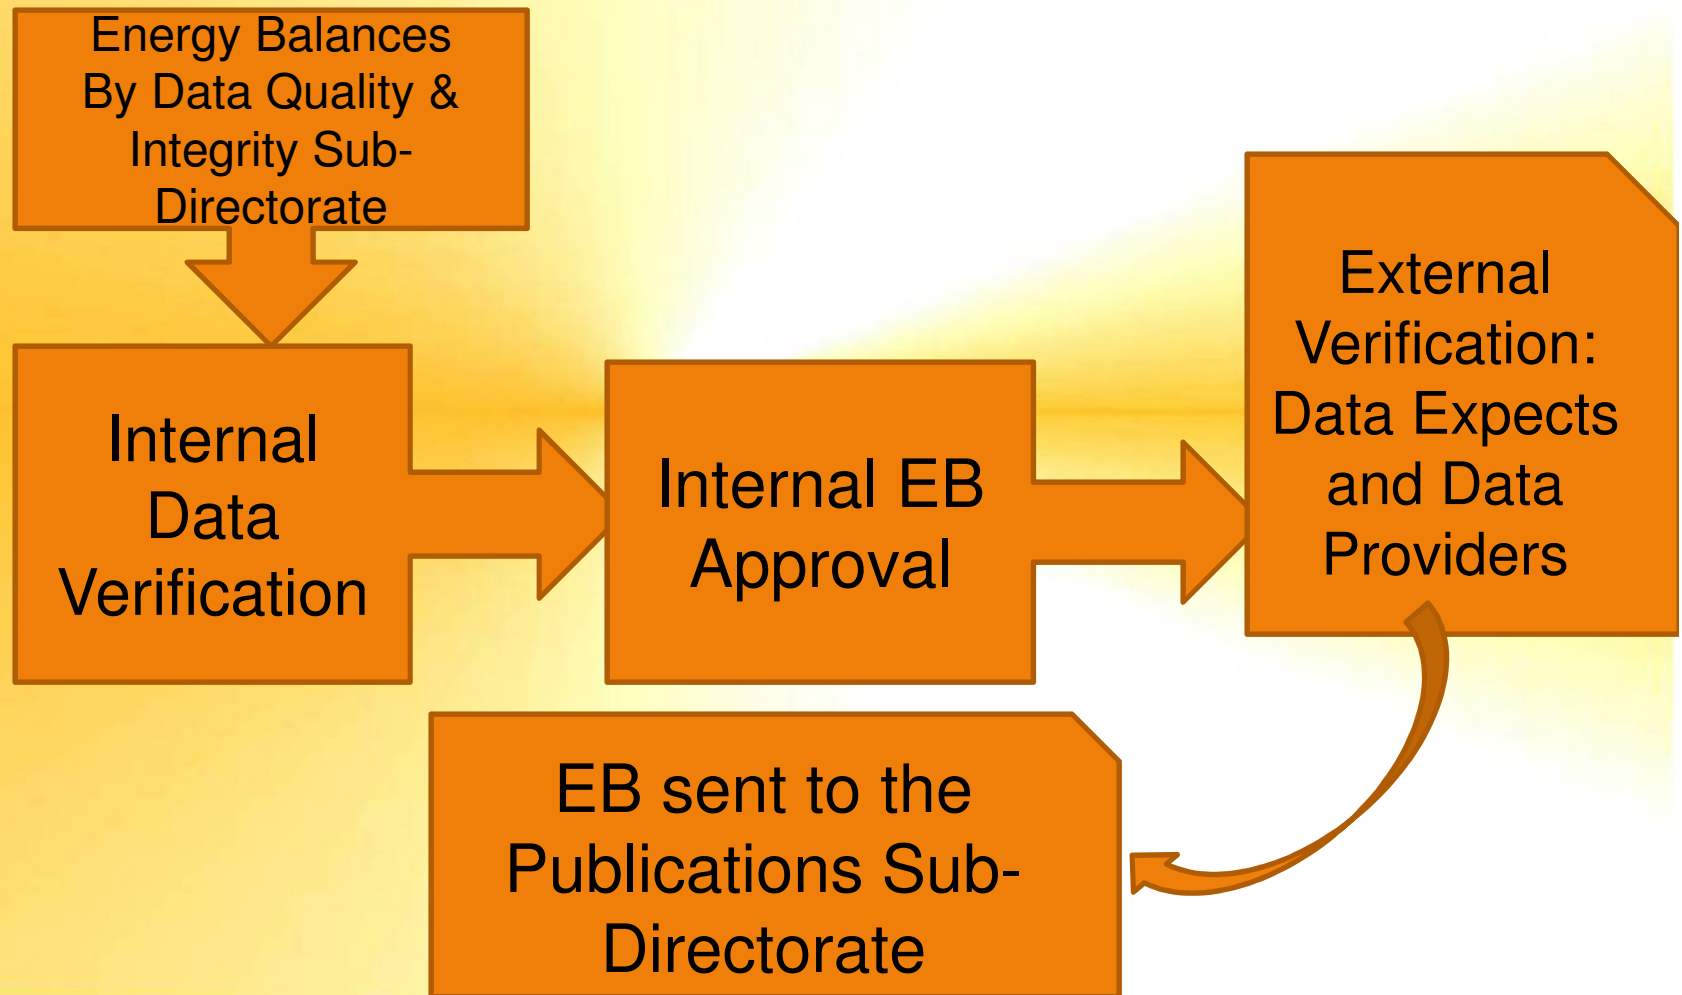 Energy Balances
By Data Quality &
Integrity Sub-
Directorate
Internal
Data
Verification
Internal EB
Approval
External
Verification:
Data Expects
and Data
Providers
EB sent to the
Publications Sub-
Directorate